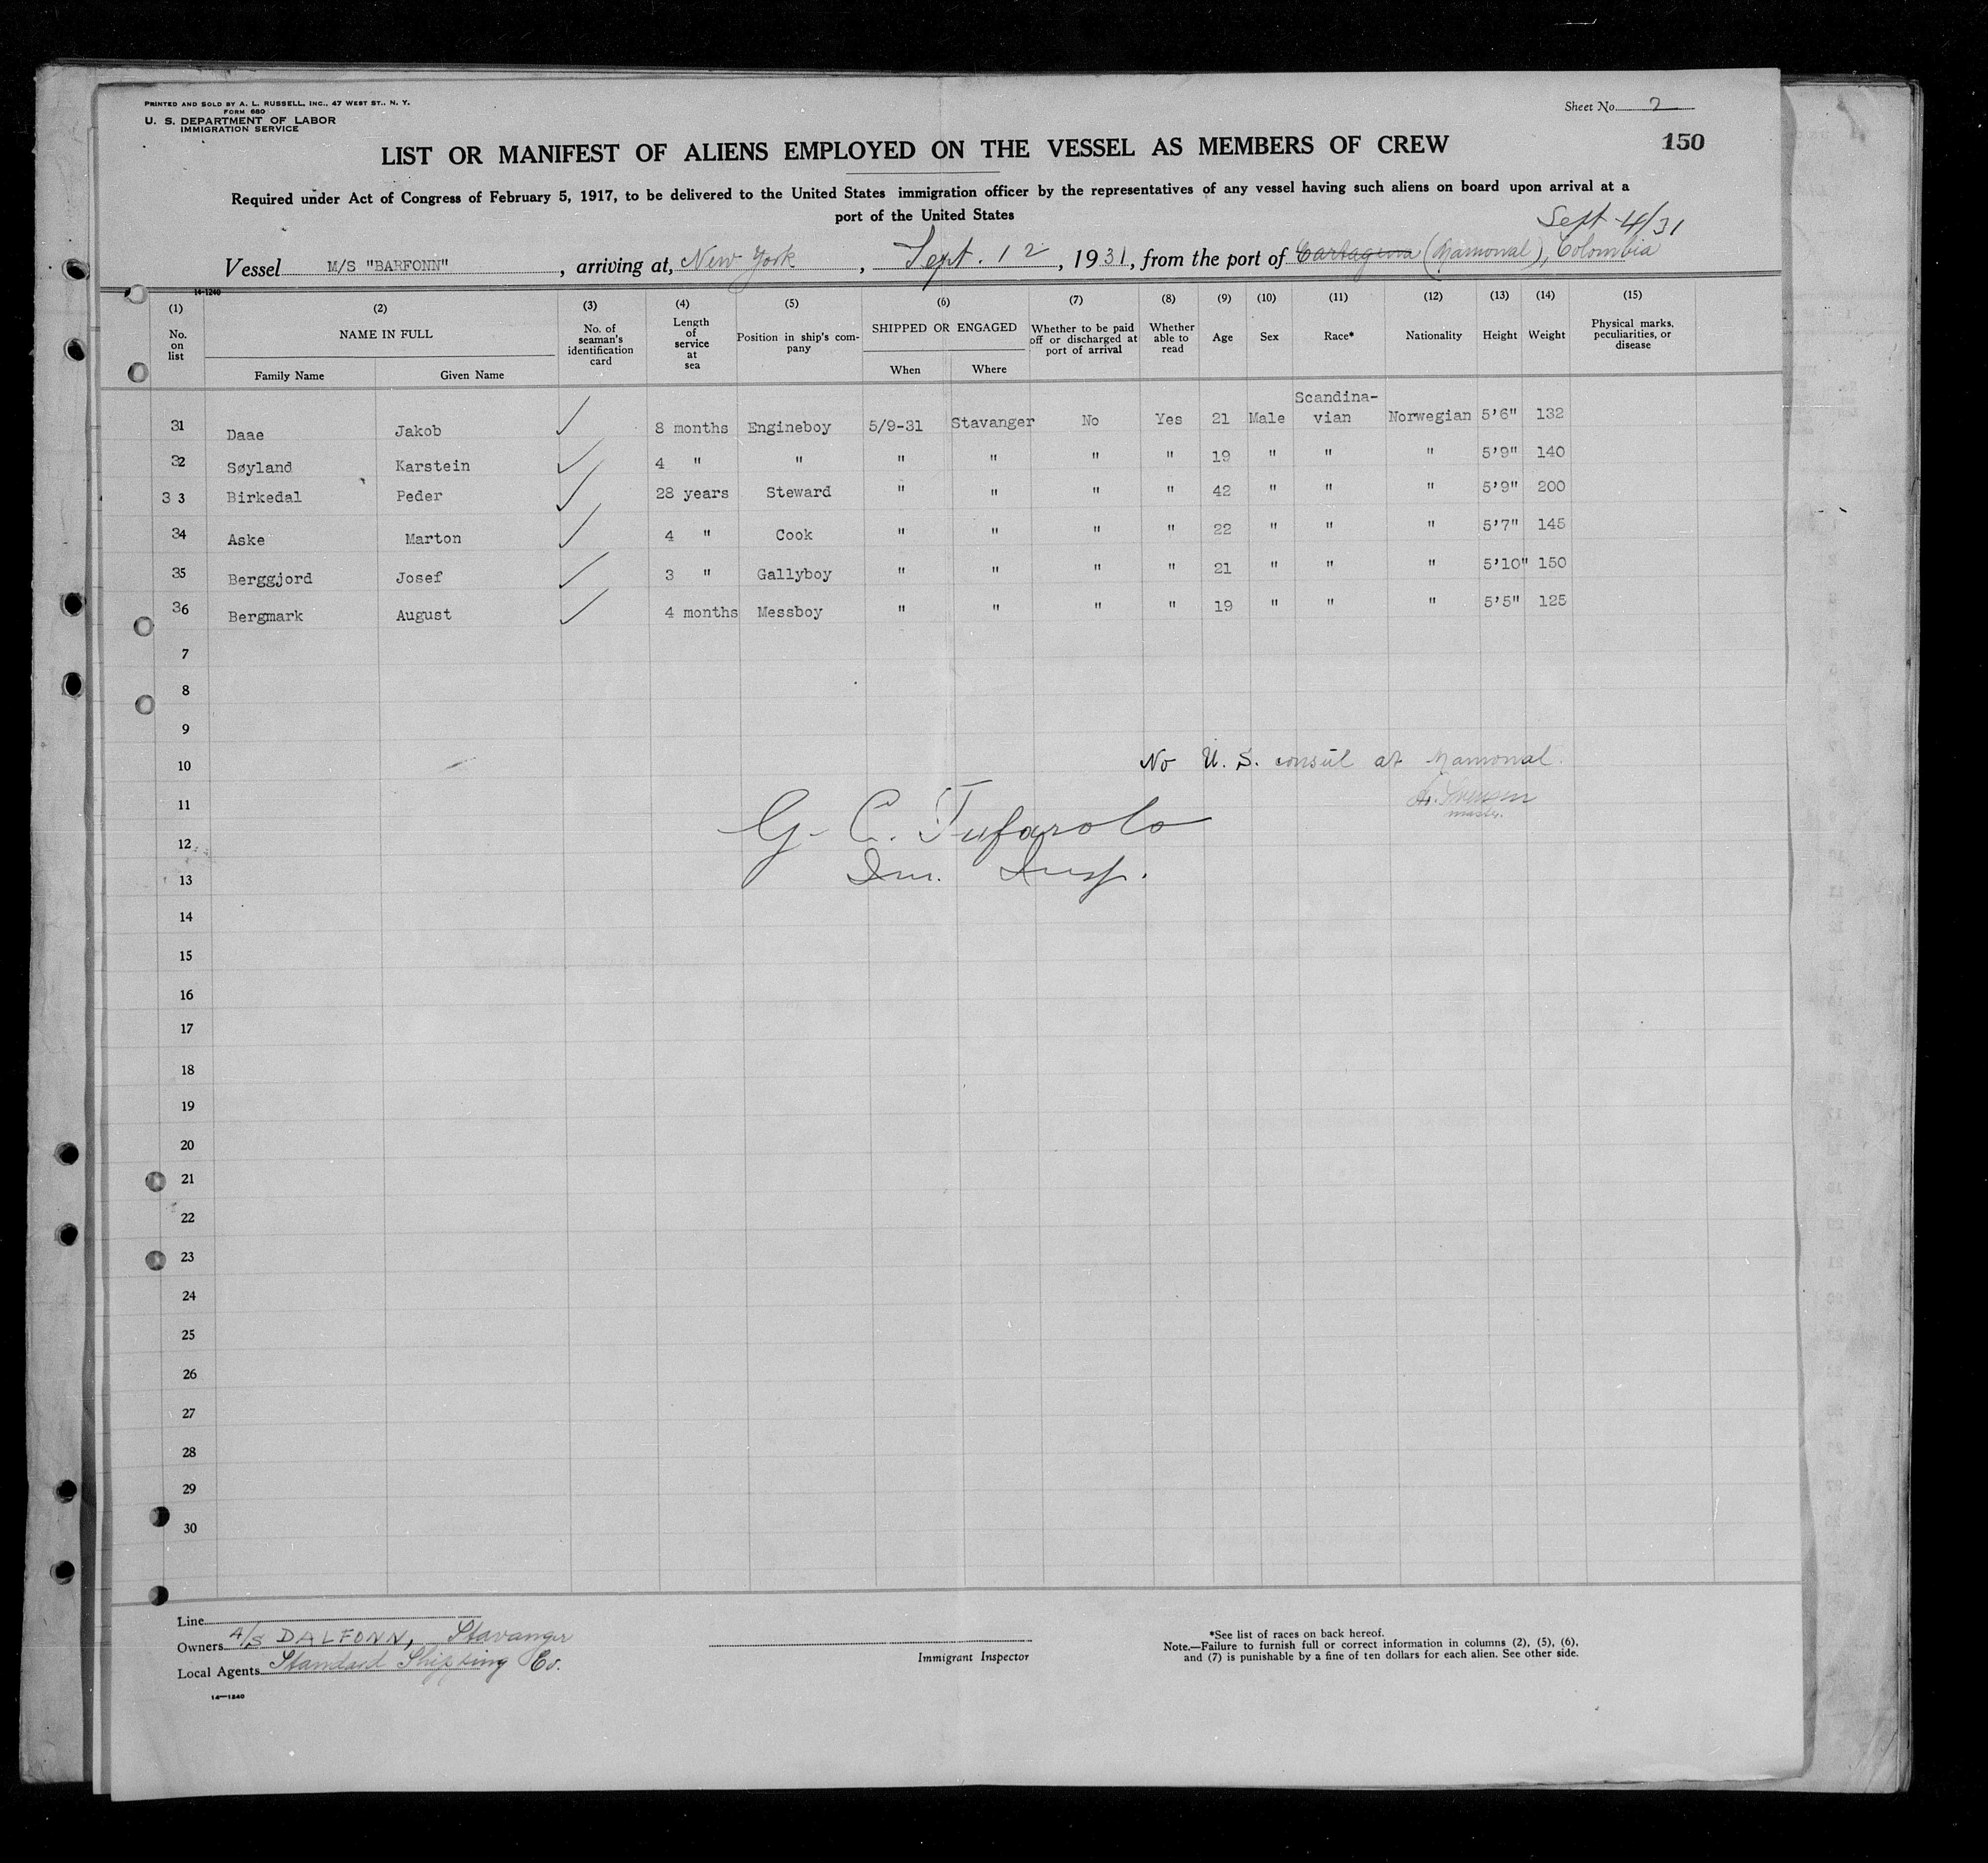 PRINTED AND SOLD BY A. L. RUSSELL, INC., 47 WEST ST., N. Y.
FORM 680
U. S. DEPARTMENT OF LABOR
IMMIGRATION SERVICE
Sheet No. 2
150
LIST OR MANIFEST OF ALIENS EMPLOYED ON THE VESSEL AS MEMBERS OF CREW
Required under Act of Congress of February 5, 1917, to be delivered to the United States immigration officer by the representatives of any vessel having such aliens on board upon arrival at a
port of the United States
Sept 4/31
Vessel M/S "BARFONN", arriving at, New York, Sept. 12, 1931, from the port of Cartagena (Mamonal), Colombia
14-1240
(1) (2) (3) (4) (5) (6) (7) (8) (9) (10) (11) (12) (13) (14) (15)
No. on list NAME IN FULL No. of seaman's identification card Length of service at sea Position in ship's company SHIPPED OR ENGAGED Whether to be paid off or discharged at port of arrival Whether able to read Age Sex Race* Nationality Height Weight Physical marks, peculiarities, or disease
Family Name Given Name When Where
31 Daae Jakob ✓ 8 months Engineboy 5/9-31 Stavanger No Yes 21 Male Scandina-vian Norwegian 5'6" 132
32 Søyland Karstein ✓ 4 " " " " " " 19 " " " 5'9" 140
33 Birkedal Peder ✓ 28 years Steward " " " " 42 " " " 5'9" 200
34 Aske Marton ✓ 4 " Cook " " " " 22 " " " 5'7" 145
35 Berggjord Josef ✓ 3 " Gallyboy " " " " 21 " " " 5'10" 150
36 Bergmark August ✓ 4 months Messboy " " " " 19 " " " 5'5" 125
7
8
9
10 No U. S. consul at Mamonal.
11
G. C. Tufarolo
master.
12
13 Im. Insp.
14
15
16
17
18
19
20
21
22
23
24
25
26
27
28
29
30
Line
Owners A/S DALFONN, Stavanger
Local Agents Standard Shipping Co.
14-1240
Immigrant Inspector
*See list of races on back hereof.
Note.—Failure to furnish full or correct information in columns (2), (5), (6),
and (7) is punishable by a fine of ten dollars for each alien. See other side.